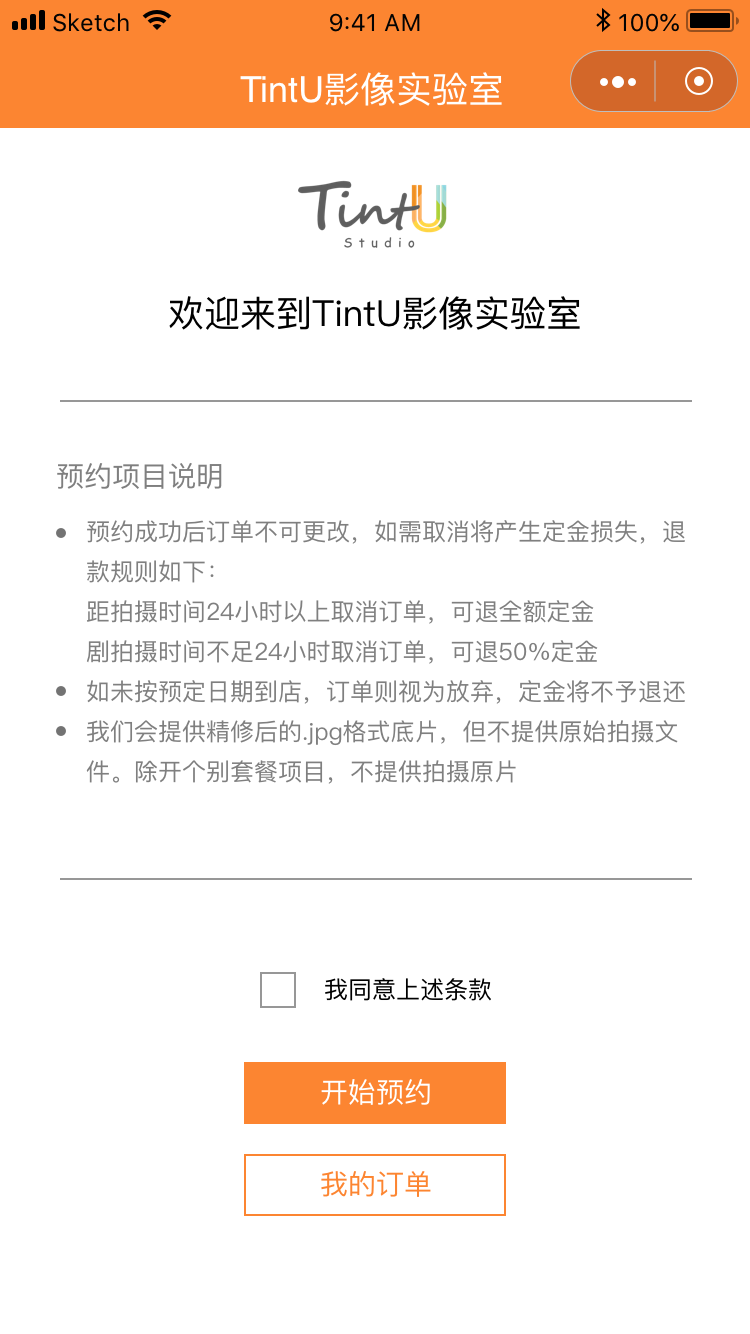 Sketch 9:41 AM 100%
TintU影像实验室
TintU
Studio
欢迎来到TintU影像实验室
预约项目说明
预约成功后订单不可更改，如需取消将产生定金损失，退
款规则如下：
距拍摄时间24小时以上取消订单，可退全额定金
剧拍摄时间不足24小时取消订单，可退50%定金
如未按预定日期到店，订单则视为放弃，定金将不予退还
我们会提供精修后的.jpg格式底片，但不提供原始拍摄文
件。除开个别套餐项目，不提供拍摄原片
我同意上述条款
开始预约
我的订单